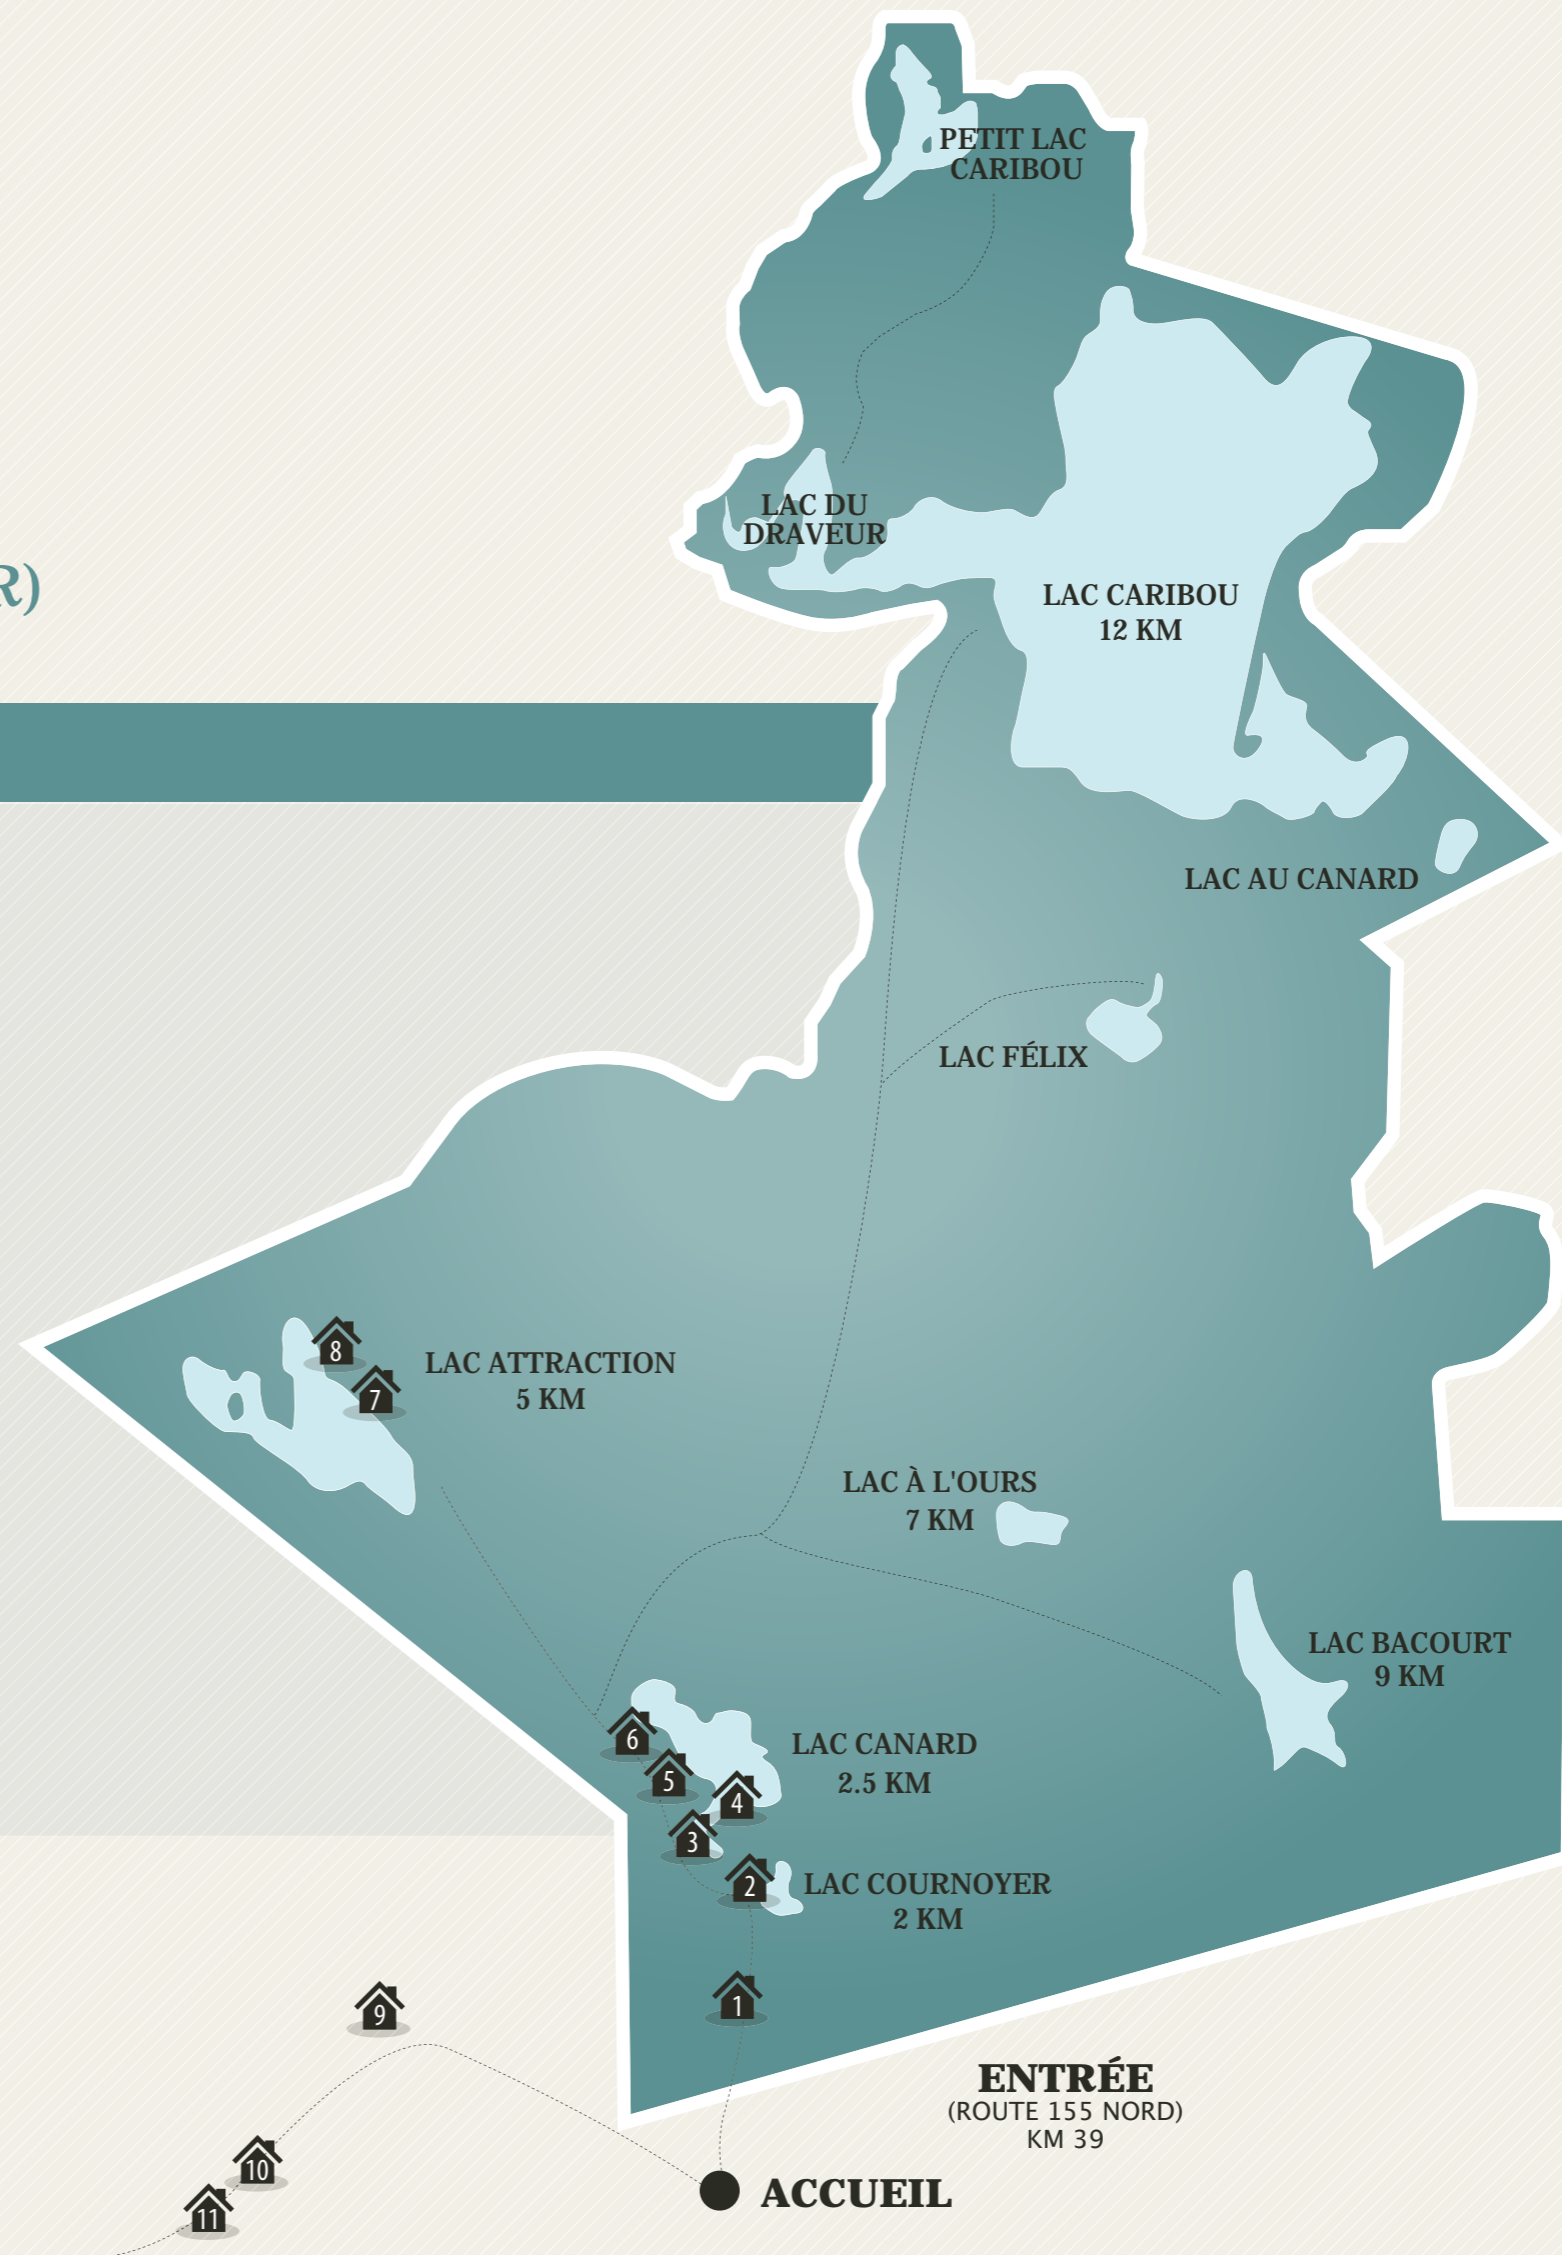 PETIT LAC
CARIBOU
LAC DU
DRAVEUR
R)
LAC CARIBOU
12 KM
LAC AU CANARD
LAC FÉLIX
8
7
LAC ATTRACTION
5 KM
LAC À L'OURS
7 KM
LAC BACOURT
9 KM
6
5
4
3
LAC CANARD
2.5 KM
2
LAC COURNOYER
2 KM
1
9
10
11
ENTRÉE
(ROUTE 155 NORD)
KM 39
ACCUEIL